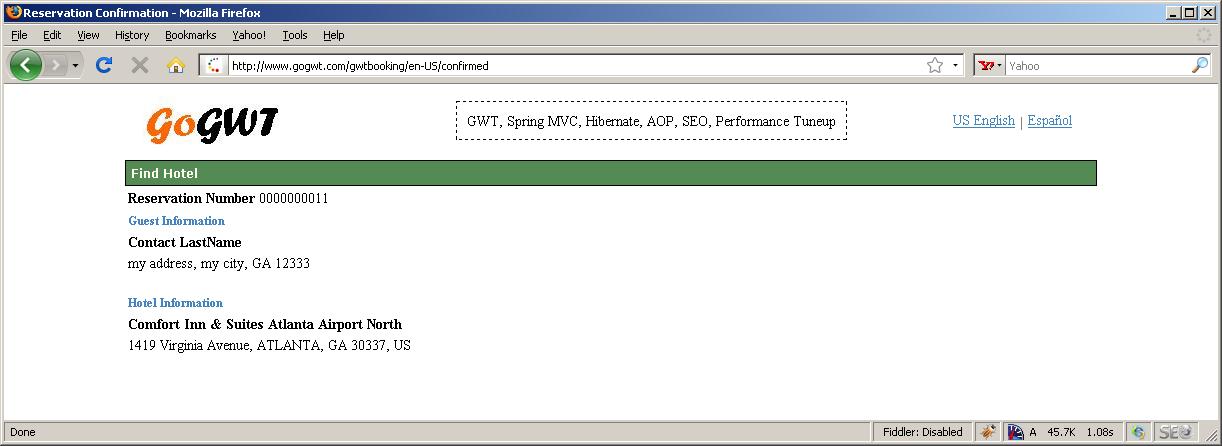 Reservation Confirmation - Mozilla Firefox
File Edit View History Bookmarks Yahoo! Tools Help
http://www.gogwt.com/gwtbooking/en-US/confirmed Yahoo
GoGWT GWT, Spring MVC, Hibernate, AOP, SEO, Performance Tuneup US English | Español
Find Hotel
Reservation Number 0000000011
Guest Information
Contact LastName
my address, my city, GA 12333
Hotel Information
Comfort Inn & Suites Atlanta Airport North
1419 Virginia Avenue, ATLANTA, GA 30337, US
Done Fiddler: Disabled A 45.7K 1.08s SEO